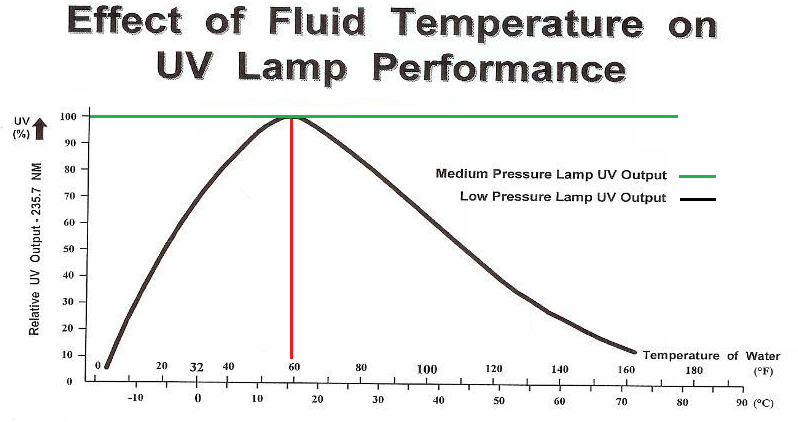 Effect of Fluid Temperature on
UV Lamp Performance
UV
(%)
100
90
80
70
60
50
40
30
20
10
0
Relative UV Output - 235.7 NM
Medium Pressure Lamp UV Output
Low Pressure Lamp UV Output
Temperature of Water
0 20 32 40 60 80 100 120 140 160 180 (°F)
-10 0 10 20 30 40 50 60 70 80 90 (°C)